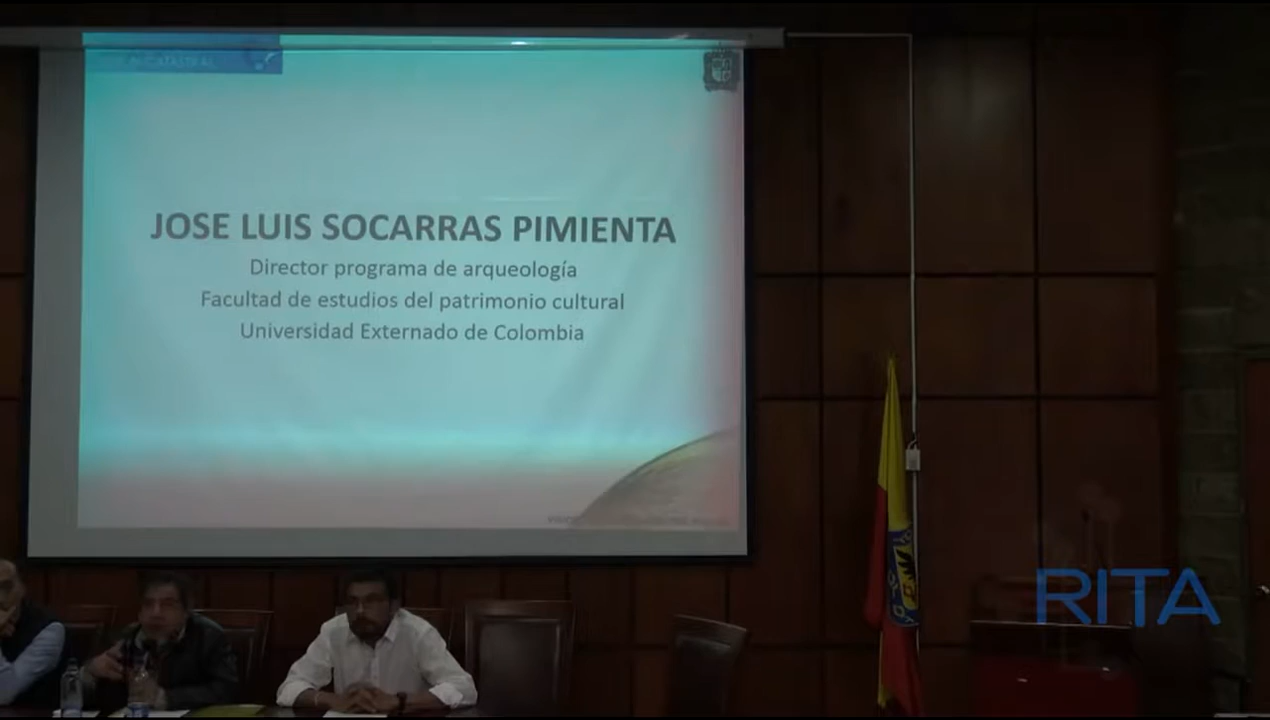 JOSE LUIS SOCARRAS PIMIENTA
Director programa de arqueología
Facultad de estudios del patrimonio cultural
Universidad Externado de Colombia
RITA